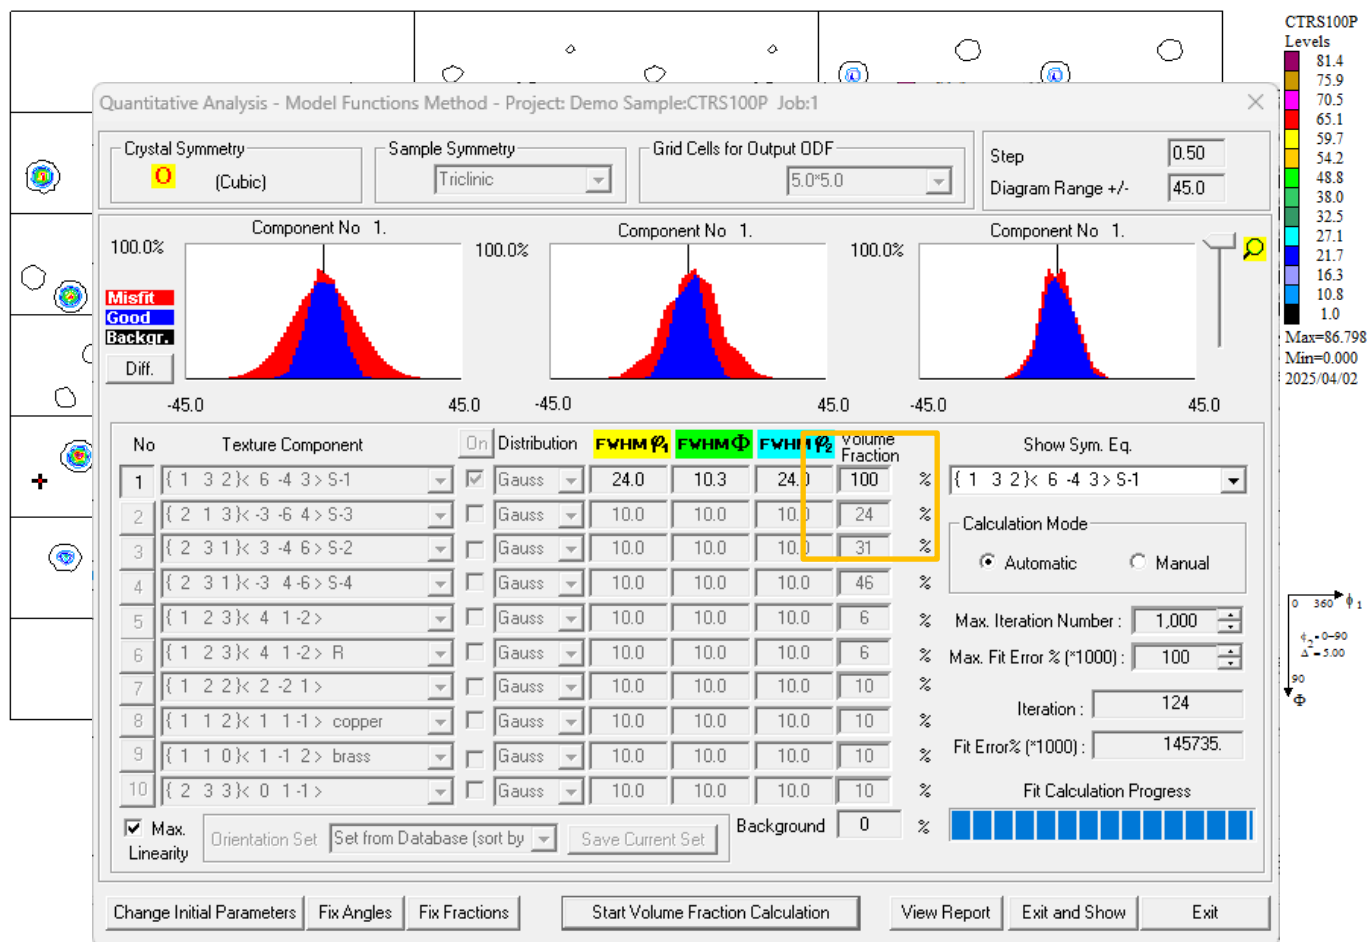 CTRS100P
Levels
81.4
75.9
70.5
65.1
59.7
54.2
48.8
38.0
32.5
27.1
21.7
16.3
10.8
1.0
Max=86.798
Min=0.000
2025/04/02
Quantitative Analysis - Model Functions Method - Project: Demo Sample:CTRS100P Job:1
Crystal Symmetry
O (Cubic)
Sample Symmetry
Triclinic
Grid Cells for Output ODF
5.0*5.0
Step 0.50
Diagram Range +/- 45.0
Component No 1.
100.0%
Component No 1.
100.0%
Component No 1.
100.0%
Misfit
Good
Backgr.
Diff.
-45.0 45.0 -45.0 45.0 -45.0 45.0
No Texture Component On Distribution FWHM φ1 FWHM Φ FWHM φ2 Volume Fraction
1 { 1 3 2}< 6 -4 3> S-1 Gauss 24.0 10.3 24.0 100 %
2 { 2 1 3}< -3 -6 4> S-3 Gauss 10.0 10.0 10.0 24 %
3 { 2 3 1}< 3 -4 6> S-2 Gauss 10.0 10.0 10.0 31 %
4 { 2 3 1}< -3 4 -6> S-4 Gauss 10.0 10.0 10.0 46 %
5 { 1 2 3}< 4 1 -2> Gauss 10.0 10.0 10.0 6 %
6 { 1 2 3}< 4 1 -2> R Gauss 10.0 10.0 10.0 6 %
7 { 1 2 2}< 2 -2 1> Gauss 10.0 10.0 10.0 10 %
8 { 1 1 2}< 1 1 -1> copper Gauss 10.0 10.0 10.0 10 %
9 { 1 1 0}< 1 -1 2> brass Gauss 10.0 10.0 10.0 10 %
10 { 2 3 3}< 0 1 -1> Gauss 10.0 10.0 10.0 10 %
Show Sym. Eq.
{ 1 3 2}< 6 -4 3> S-1
Calculation Mode
Automatic Manual
Max. Iteration Number : 1,000
Max. Fit Error % (*1000) : 100
Iteration : 124
Fit Error% (*1000) : 145735.
Fit Calculation Progress
Max. Linearity
Orientation Set Set from Database (sort by Save Current Set
Background 0 %
Change Initial Parameters Fix Angles Fix Fractions Start Volume Fraction Calculation View Report Exit and Show Exit
0 360 ϕ1
ϕ2=0-90
Δ=5.00
90
Φ